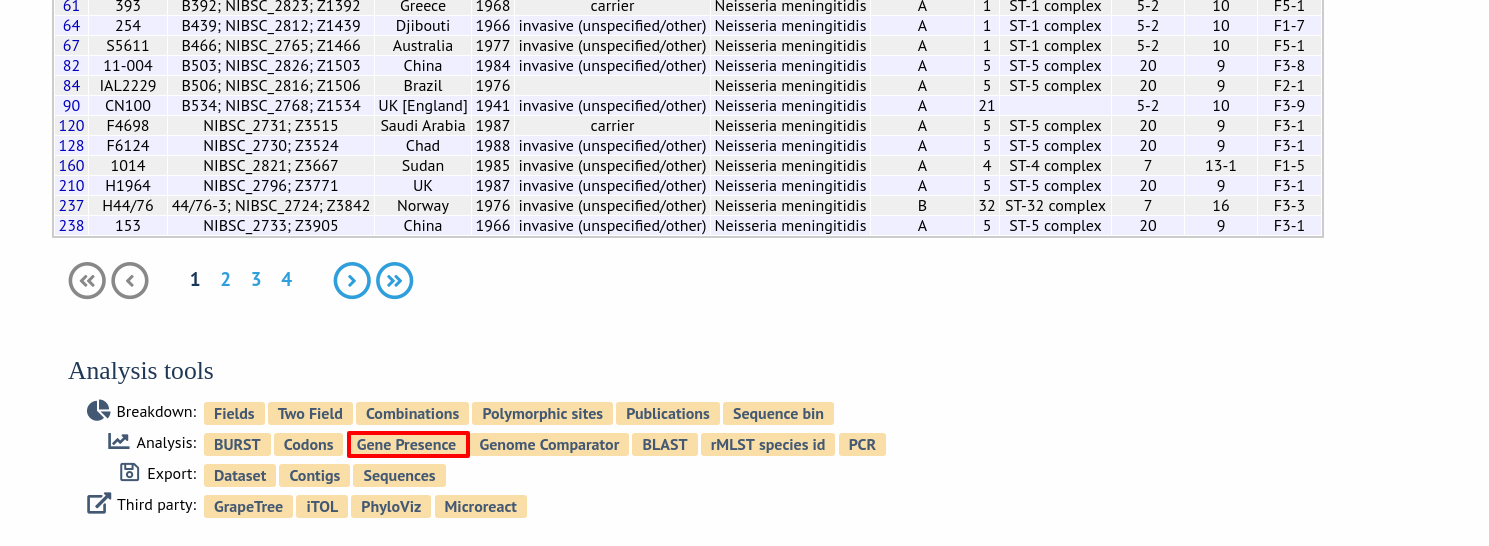 61 393 B392; NIBSC_2823; Z1392 Greece 1968 carrier Neisseria meningitidis A 1 ST-1 complex 5-2 10 F5-1
64 254 B439; NIBSC_2812; Z1439 Djibouti 1966 invasive (unspecified/other) Neisseria meningitidis A 1 ST-1 complex 5-2 10 F1-7
67 S5611 B466; NIBSC_2765; Z1466 Australia 1977 invasive (unspecified/other) Neisseria meningitidis A 1 ST-1 complex 5-2 10 F5-1
82 11-004 B503; NIBSC_2826; Z1503 China 1984 invasive (unspecified/other) Neisseria meningitidis A 5 ST-5 complex 20 9 F3-8
84 IAL2229 B506; NIBSC_2816; Z1506 Brazil 1976 Neisseria meningitidis A 5 ST-5 complex 20 9 F2-1
90 CN100 B534; NIBSC_2768; Z1534 UK [England] 1941 invasive (unspecified/other) Neisseria meningitidis A 21 5-2 10 F3-9
120 F4698 NIBSC_2731; Z3515 Saudi Arabia 1987 carrier Neisseria meningitidis A 5 ST-5 complex 20 9 F3-1
128 F6124 NIBSC_2730; Z3524 Chad 1988 invasive (unspecified/other) Neisseria meningitidis A 5 ST-5 complex 20 9 F3-1
160 1014 NIBSC_2821; Z3667 Sudan 1985 invasive (unspecified/other) Neisseria meningitidis A 4 ST-4 complex 7 13-1 F1-5
210 H1964 NIBSC_2796; Z3771 UK 1987 invasive (unspecified/other) Neisseria meningitidis A 5 ST-5 complex 20 9 F3-1
237 H44/76 44/76-3; NIBSC_2724; Z3842 Norway 1976 invasive (unspecified/other) Neisseria meningitidis B 32 ST-32 complex 7 16 F3-3
238 153 NIBSC_2733; Z3905 China 1966 invasive (unspecified/other) Neisseria meningitidis A 5 ST-5 complex 20 9 F3-1
1 2 3 4
Analysis tools
Breakdown: Fields Two Field Combinations Polymorphic sites Publications Sequence bin
Analysis: BURST Codons Gene Presence Genome Comparator BLAST rMLST species id PCR
Export: Dataset Contigs Sequences
Third party: GrapeTree iTOL PhyloViz Microreact